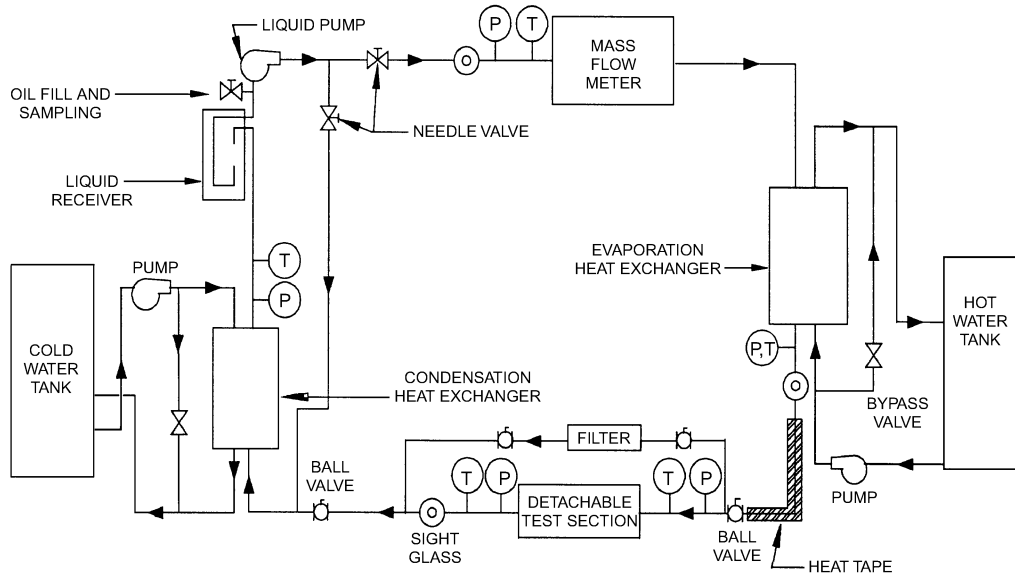 LIQUID PUMP
P
T
MASS
FLOW
METER
OIL FILL AND
SAMPLING
NEEDLE VALVE
LIQUID
RECEIVER
T
P
PUMP
COLD
WATER
TANK
CONDENSATION
HEAT EXCHANGER
EVAPORATION
HEAT EXCHANGER
HOT
WATER
TANK
P,T
BYPASS
VALVE
FILTER
BALL
VALVE
T
P
DETACHABLE
TEST SECTION
T
P
SIGHT
GLASS
BALL
VALVE
PUMP
HEAT TAPE